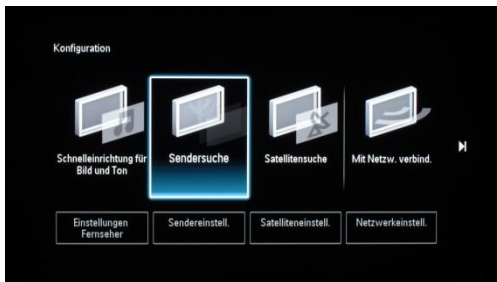 Konfiguration
Schnelleinrichtung für
Bild und Ton
Sendersuche
Satellitensuche
Mit Netzw. verbind.
Einstellungen
Fernseher
Sendereinstell.
Satelliteneinstell.
Netzwerkeinstell.